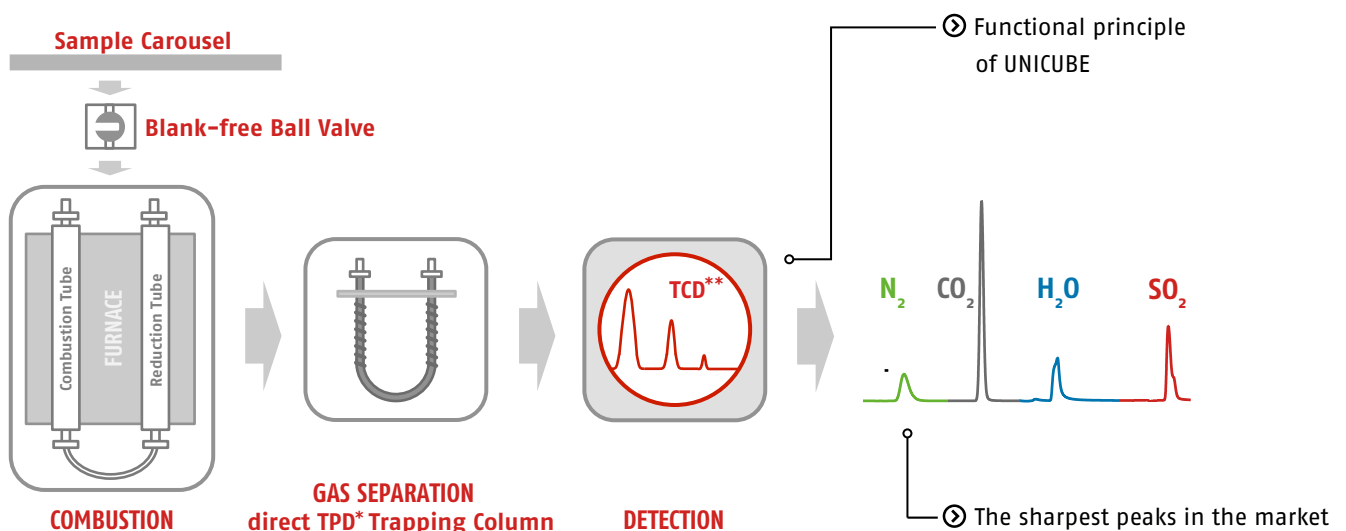 Sample Carousel
Blank-free Ball Valve
Combustion Tube
FURNACE
Reduction Tube
COMBUSTION
GAS SEPARATION
direct TPD* Trapping Column
TCD**
DETECTION
Functional principle
of UNICUBE
N₂ CO₂ H₂O SO₂
The sharpest peaks in the market